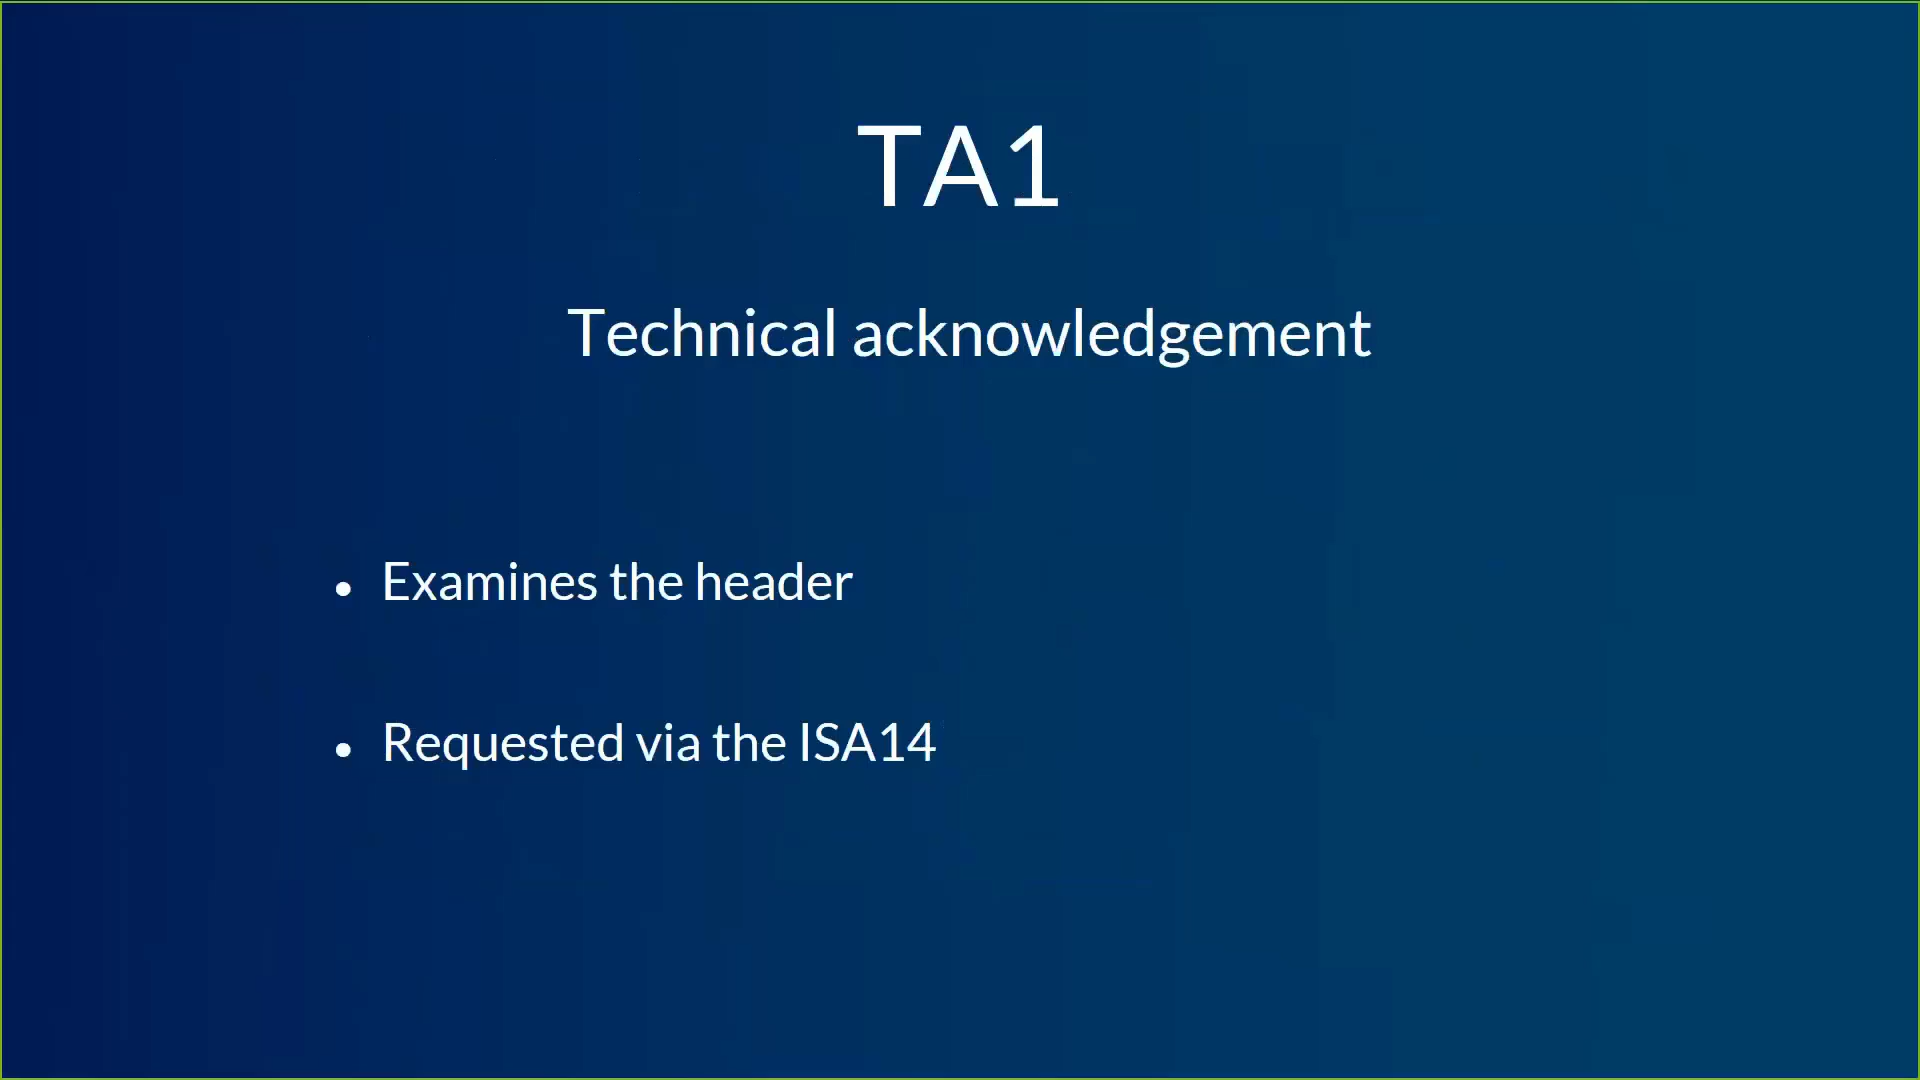 TA1
Technical acknowledgement
• Examines the header
• Requested via the ISA14